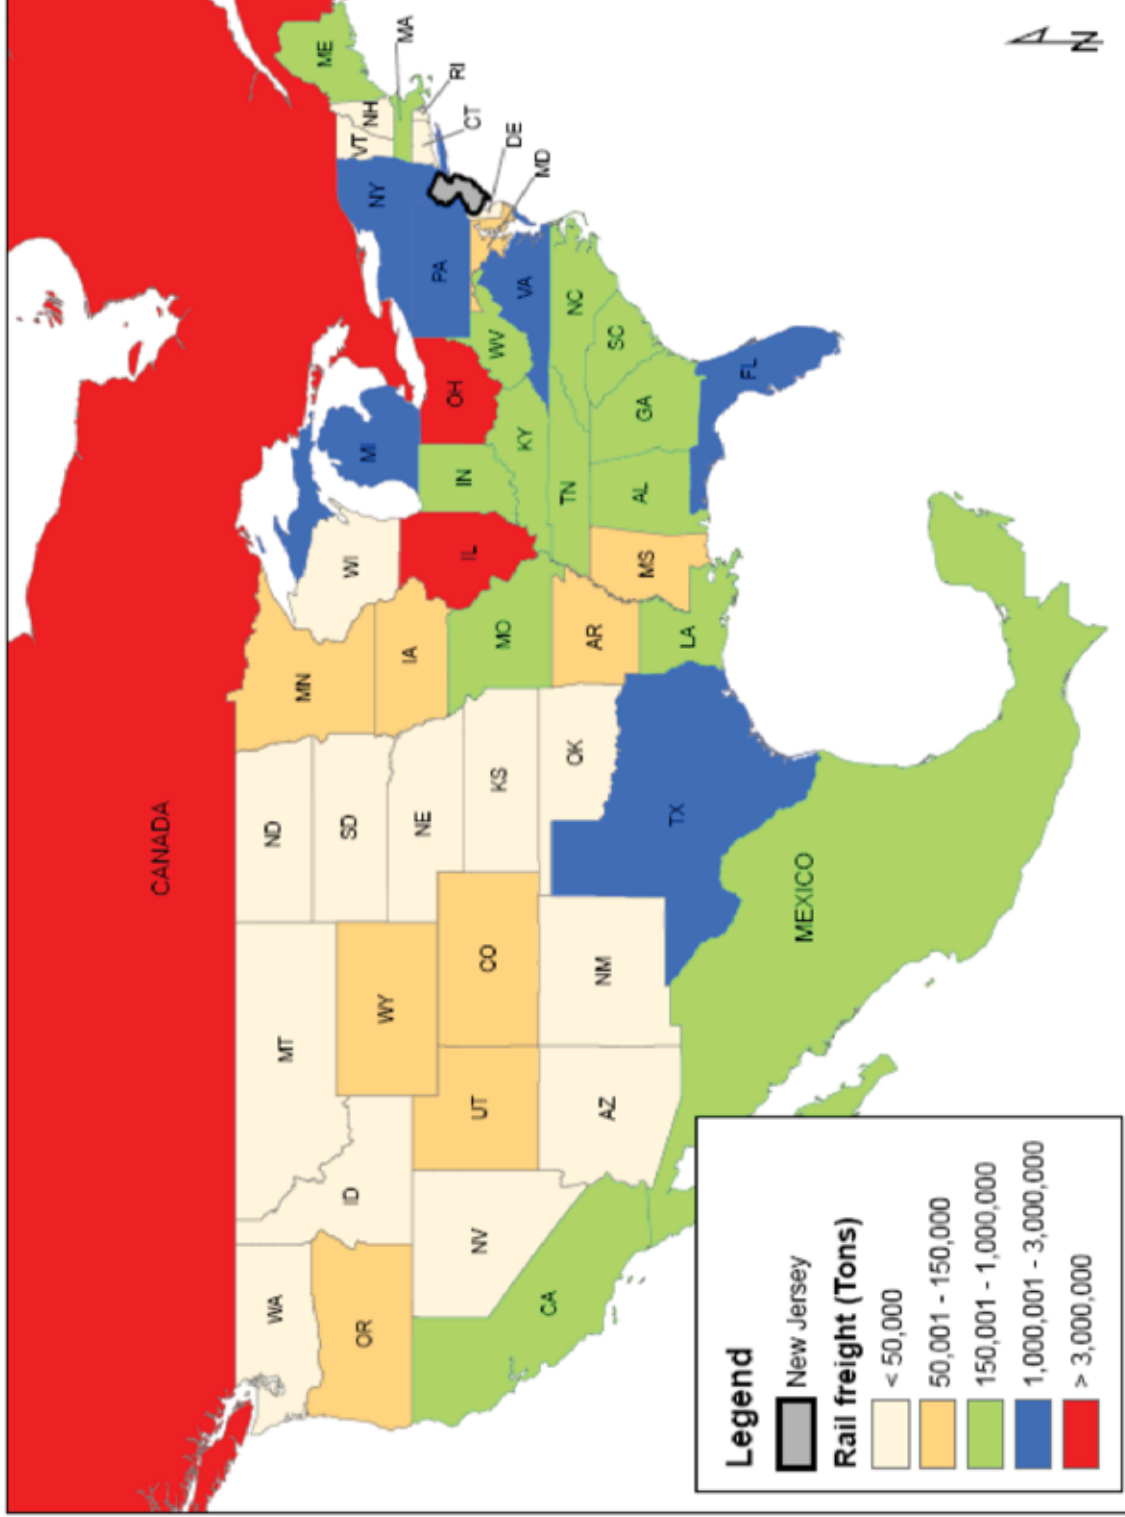 CANADA
WA
MT
ND
MN
OR
ID
WY
SD
WI
MI
NY
VT
NH
ME
MA
RI
CT
DE
MD
NV
UT
CO
NE
IA
IL
IN
OH
PA
CA
AZ
NM
KS
OK
MO
KY
WV
VA
TX
AR
TN
NC
SC
LA
MS
AL
GA
FL
MEXICO
Legend
New Jersey
Rail freight (Tons)
< 50,000
50,001 - 150,000
150,001 - 1,000,000
1,000,001 - 3,000,000
> 3,000,000
N